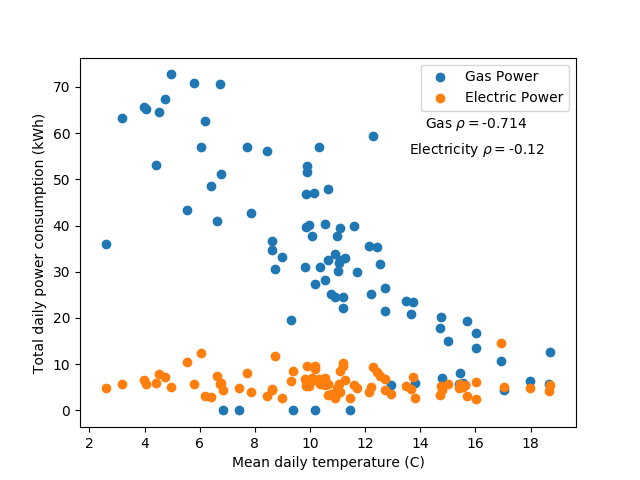 Gas Power
Electric Power
Gas ρ = -0.714
Electricity ρ = -0.12
Total daily power consumption (kWh)
70
60
50
40
30
20
10
0
2 4 6 8 10 12 14 16 18
Mean daily temperature (C)